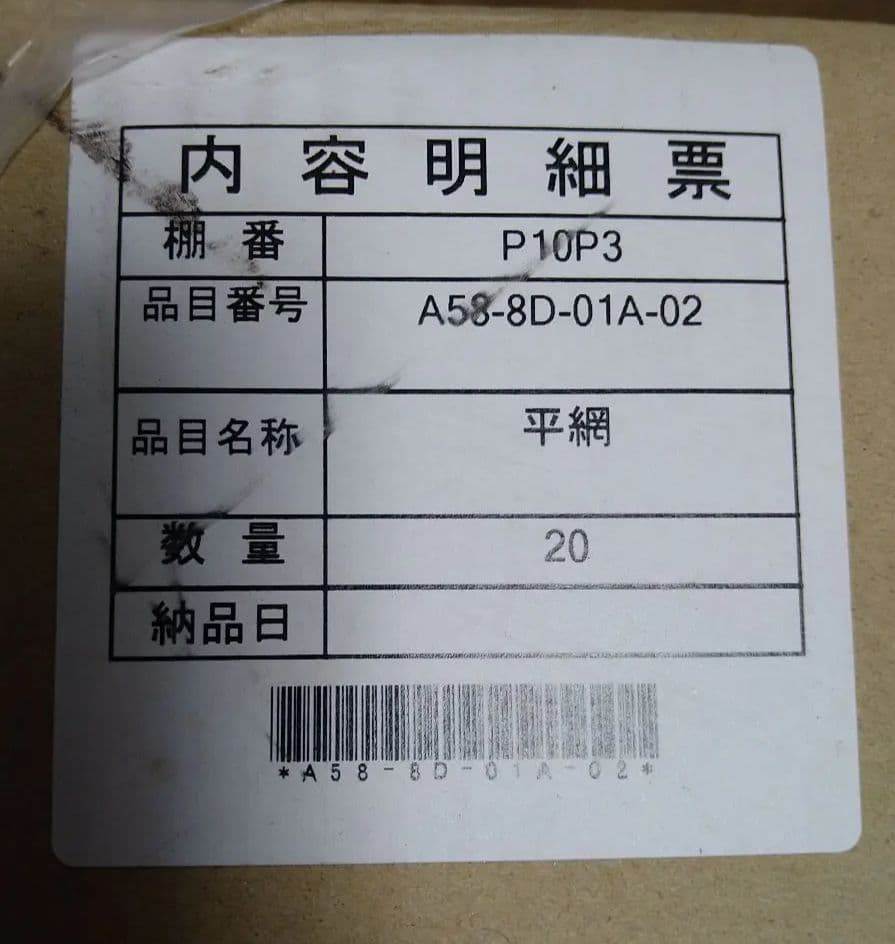 内容明細票
棚番 P10P3
品目番号 A58-8D-01A-02
品目名称 平網
数量 20
納品日
*A58-8D-01A-02*